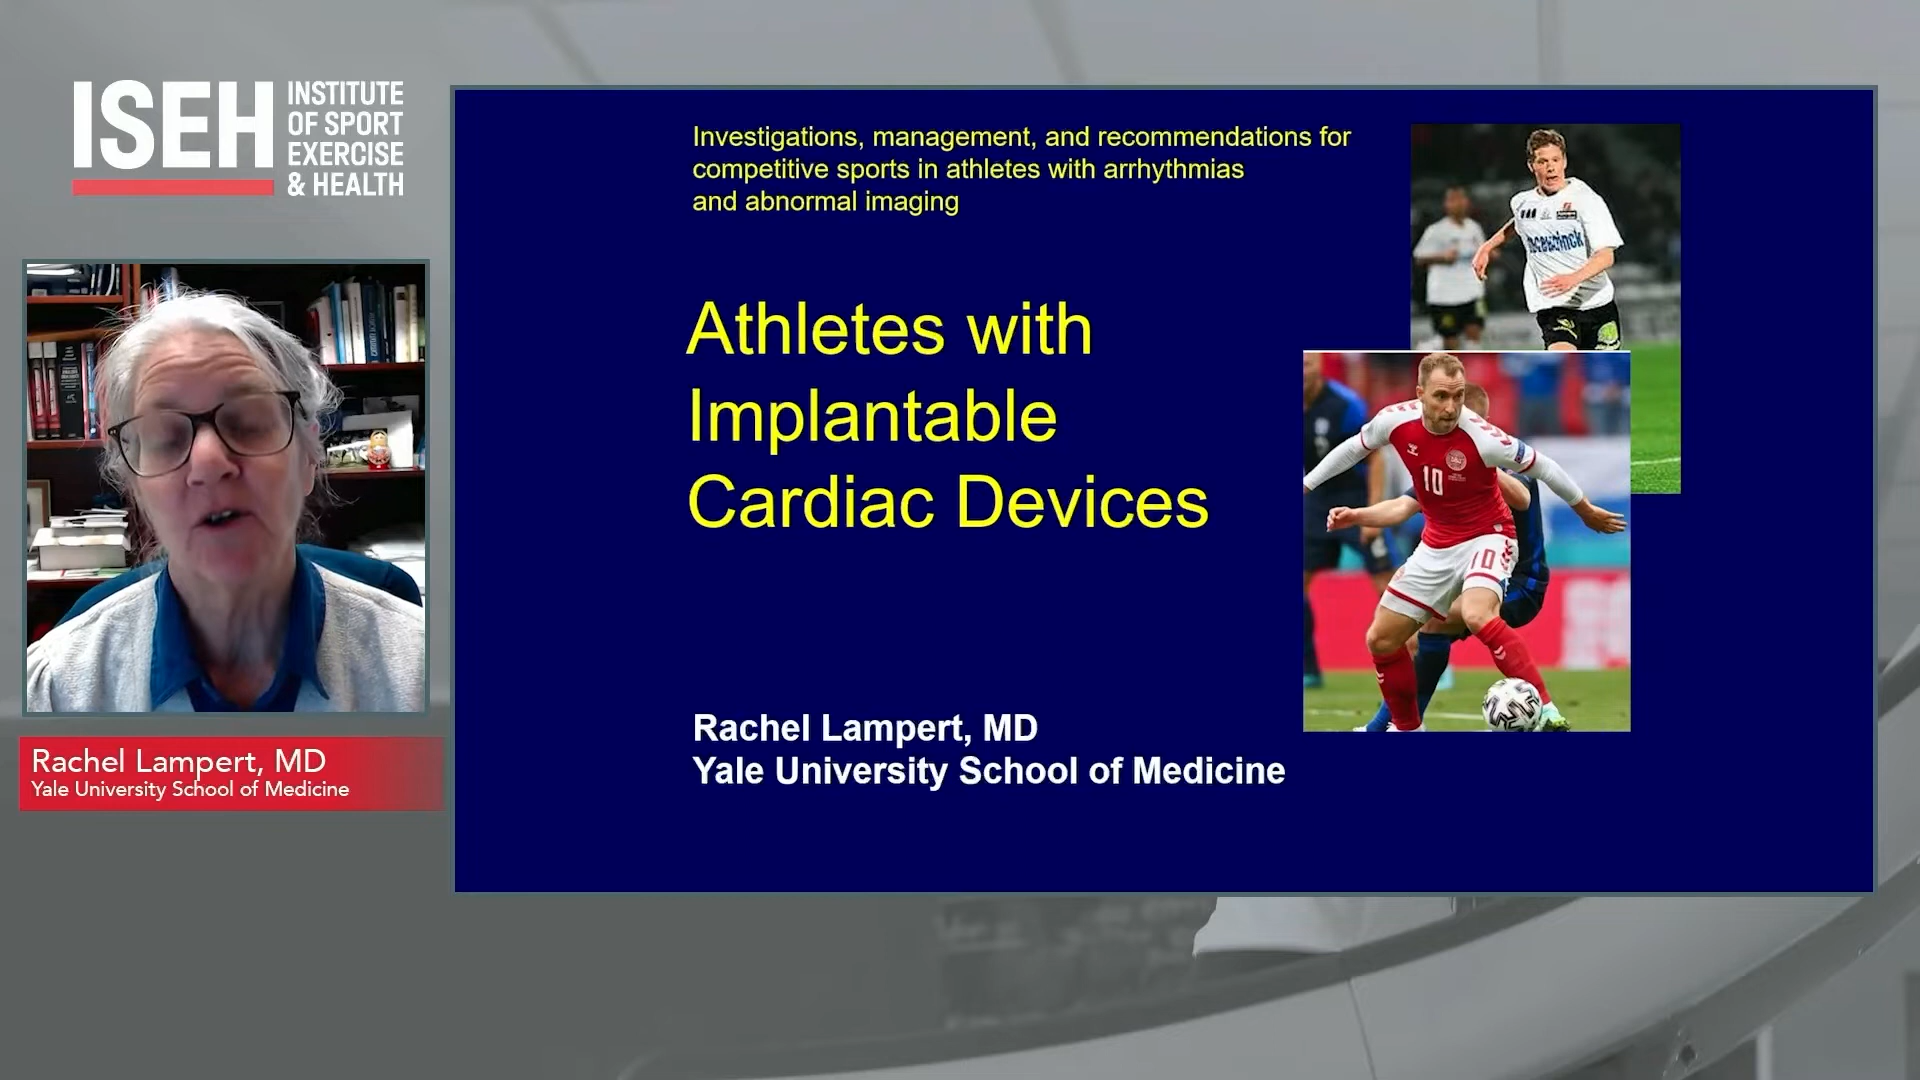 ISEH
INSTITUTE
OF SPORT
EXERCISE
& HEALTH
Rachel Lampert, MD
Yale University School of Medicine
Investigations, management, and recommendations for
competitive sports in athletes with arrhythmias
and abnormal imaging
Athletes with
Implantable
Cardiac Devices
Rachel Lampert, MD
Yale University School of Medicine
10
10